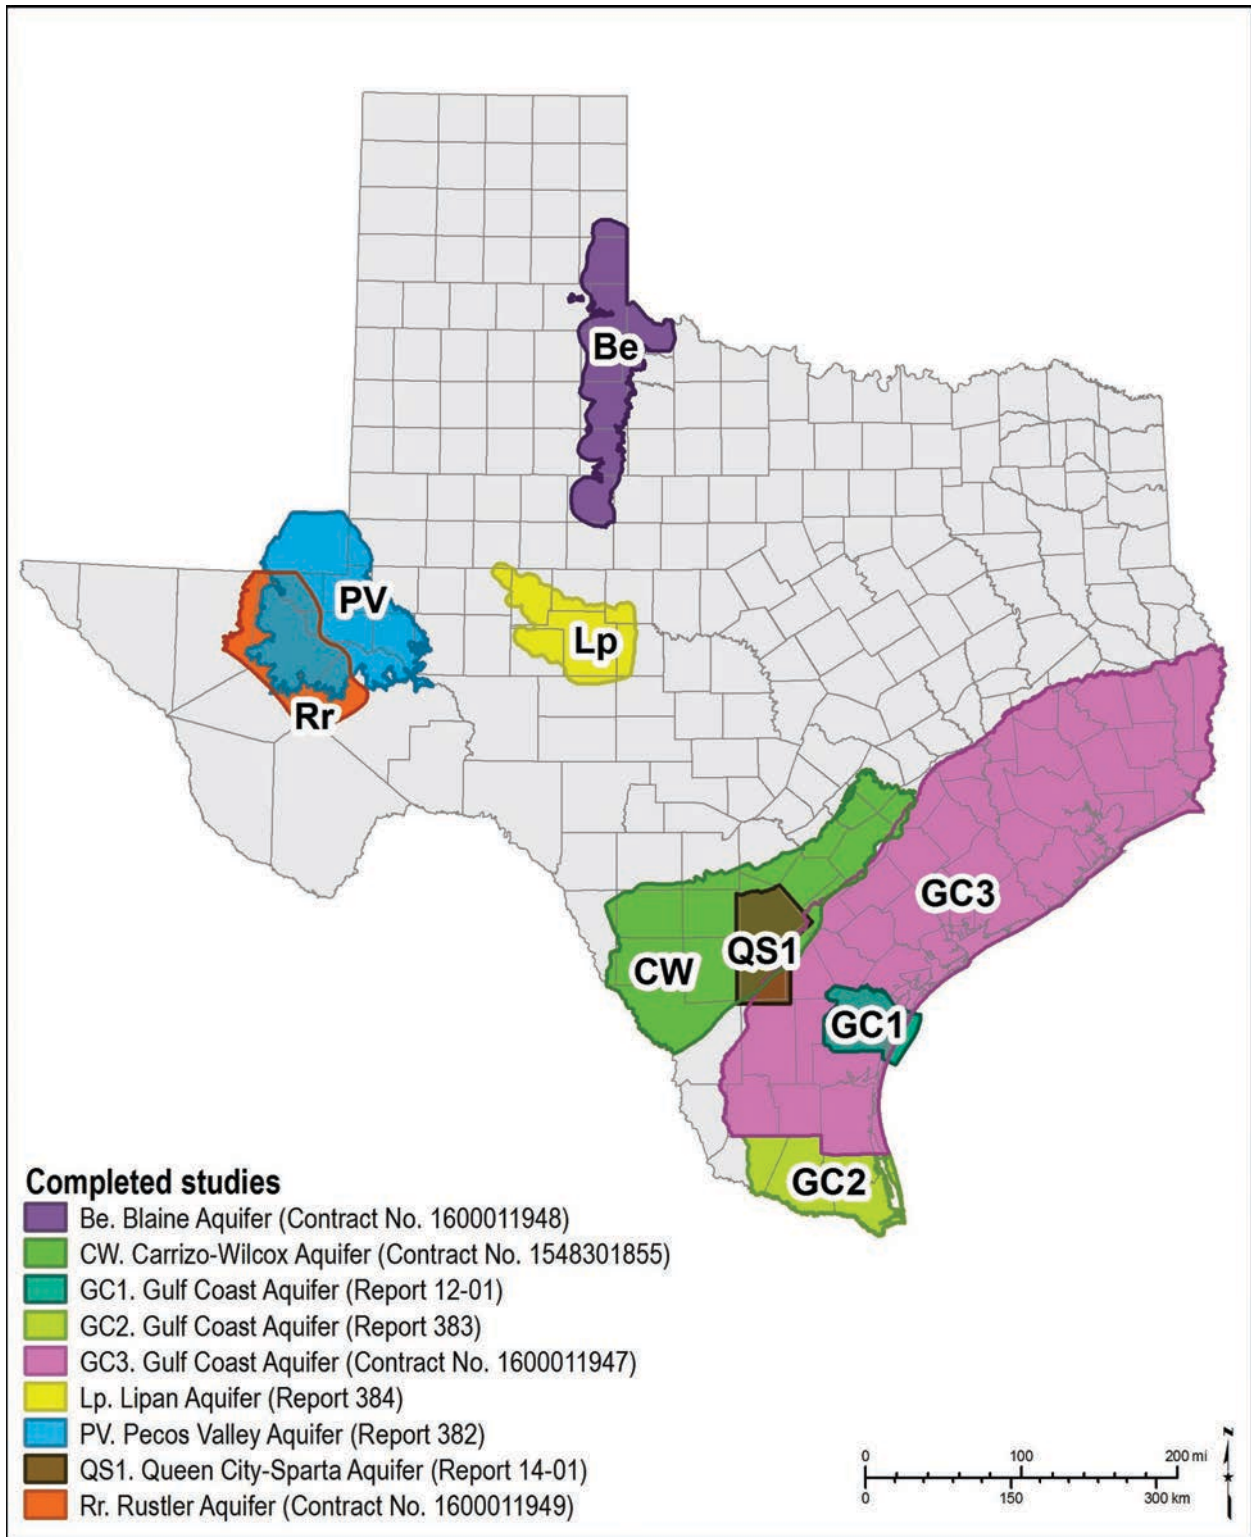 Be
PV
Lp
Rr
GC3
QS1
CW
GC1
GC2
Completed studies
Be. Blaine Aquifer (Contract No. 1600011948)
CW. Carrizo-Wilcox Aquifer (Contract No. 1548301855)
GC1. Gulf Coast Aquifer (Report 12-01)
GC2. Gulf Coast Aquifer (Report 383)
GC3. Gulf Coast Aquifer (Contract No. 1600011947)
Lp. Lipan Aquifer (Report 384)
PV. Pecos Valley Aquifer (Report 382)
QS1. Queen City-Sparta Aquifer (Report 14-01)
Rr. Rustler Aquifer (Contract No. 1600011949)
N
0 100 200 mi
0 150 300 km